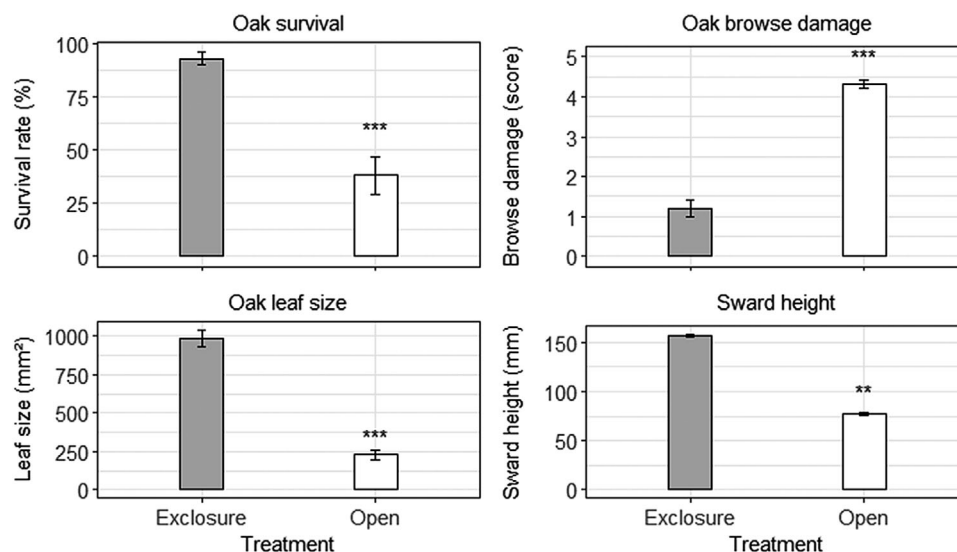 Oak survival
Survival rate (%)
100
75
50
25
0
***
Oak browse damage
Browse damage (score)
5
4
3
2
1
0
***
Oak leaf size
Leaf size (mm²)
1000
750
500
250
0
***
Exclosure Open
Treatment
Sward height
Sward height (mm)
150
100
50
0
**
Exclosure Open
Treatment